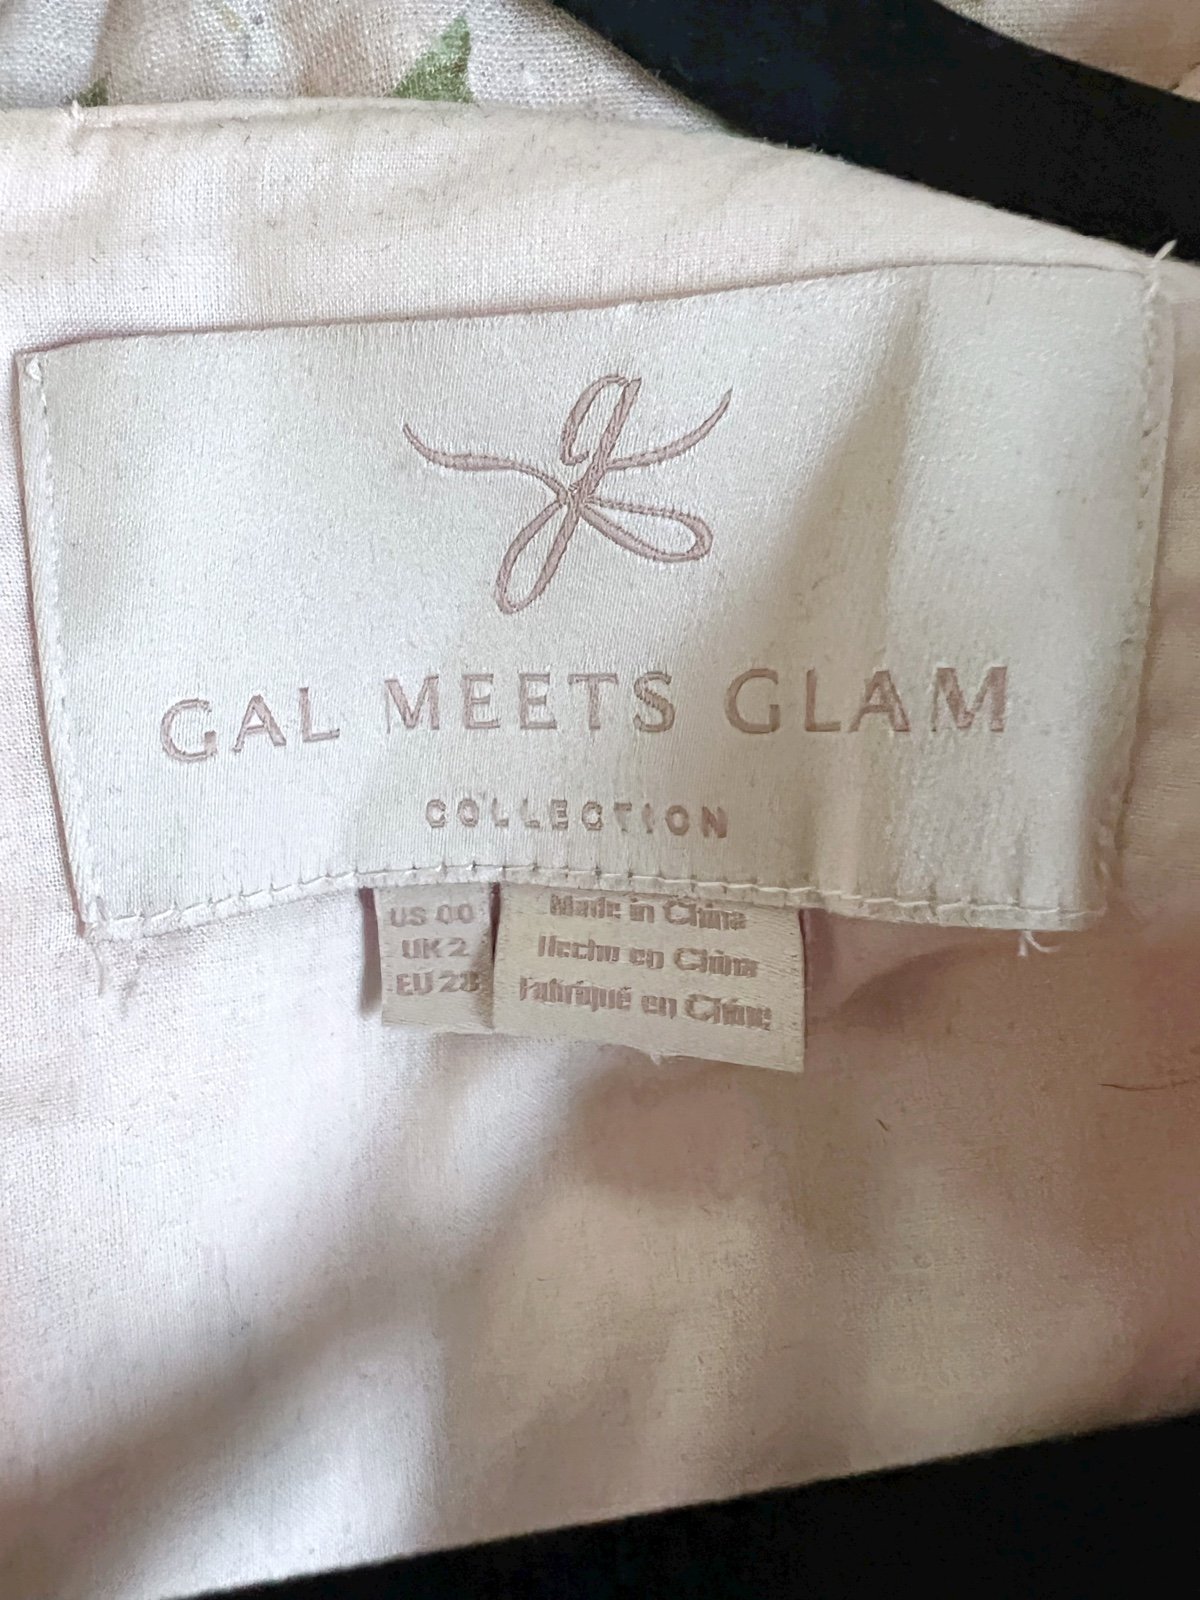 g
GAL MEETS GLAM
COLLECTION
US 00
UK 2
EU 28
Made in China
Hecho en China
Fabriqué en Chine